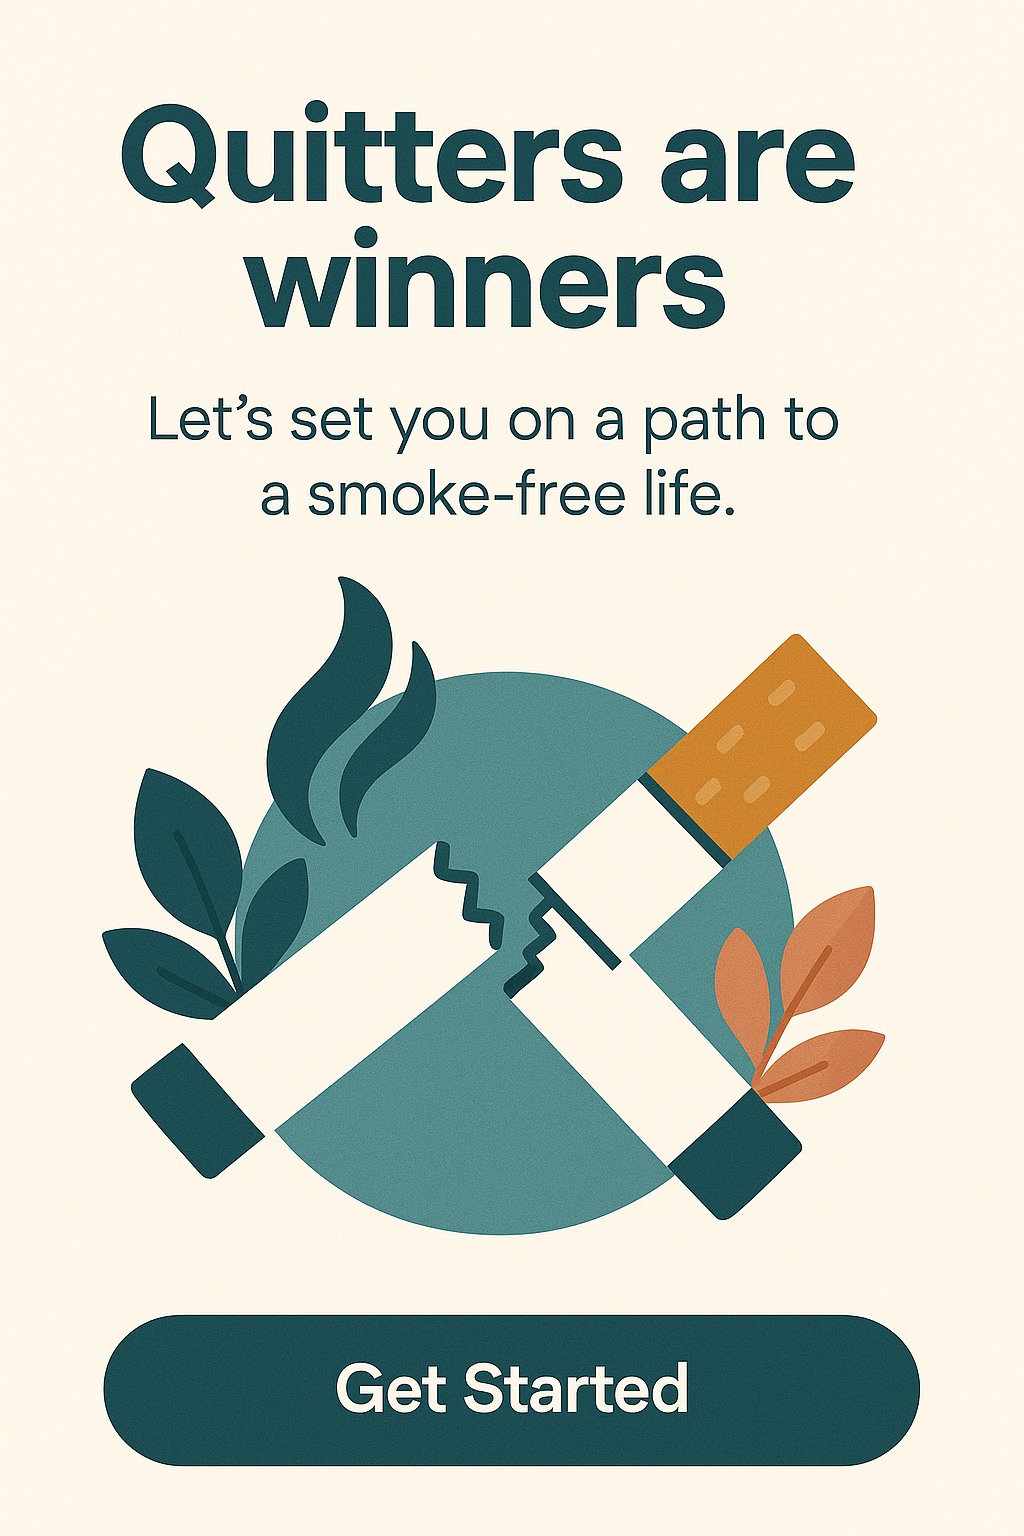 Quitters are
winners
Let’s set you on a path to
a smoke-free life.
Get Started